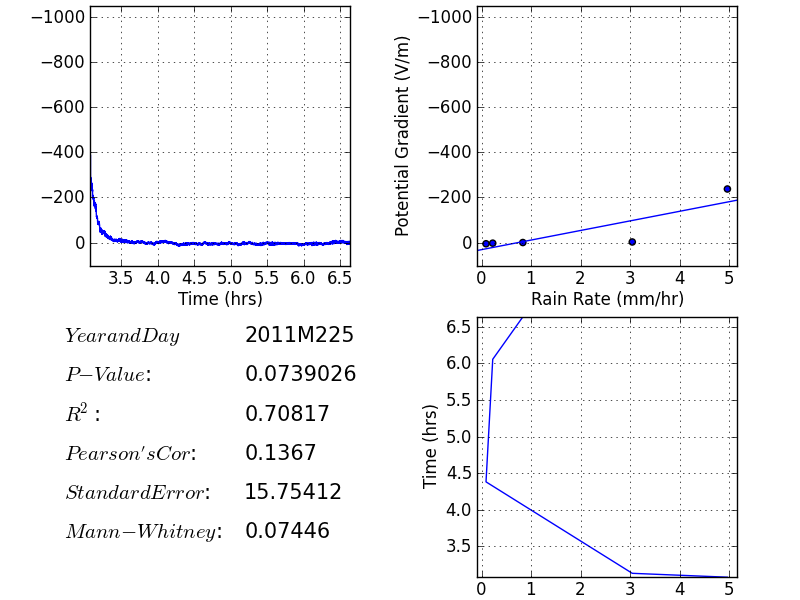 −1000
−800
−600
−400
−200
0
3.5 4.0 4.5 5.0 5.5 6.0 6.5
Time (hrs)
Potential Gradient (V/m)
−1000
−800
−600
−400
−200
0
0 1 2 3 4 5
Rain Rate (mm/hr)
YearandDay 2011M225
P−Value: 0.0739026
R²: 0.70817
Pearson'sCor: 0.1367
StandardError: 15.75412
Mann−Whitney: 0.07446
Time (hrs)
6.5
6.0
5.5
5.0
4.5
4.0
3.5
0 1 2 3 4 5